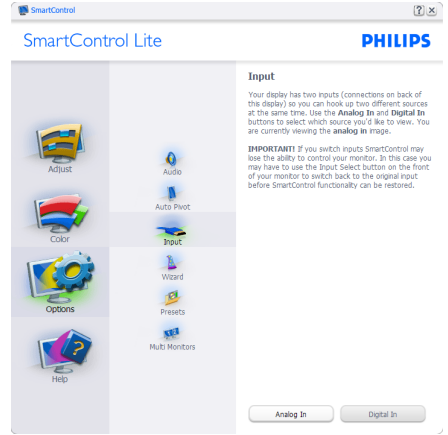 SmartControl
SmartControl Lite
PHILIPS
Adjust
Color
Options
Help
Audio
Auto Pivot
Input
Wizard
Presets
Multi Monitors
Input
Your display has two inputs (connections on back of
this display) so you can hook up two different sources
at the same time. Use the Analog In and Digital In
buttons to select which source you'd like to view. You
are currently viewing the analog in image.
IMPORTANT! If you switch inputs SmartControl may
lose the ability to control your monitor. In this case you
may have to use the Input Select button on the front
of your monitor to switch back to the original input
before SmartControl functionality can be restored.
Analog In
Digital In